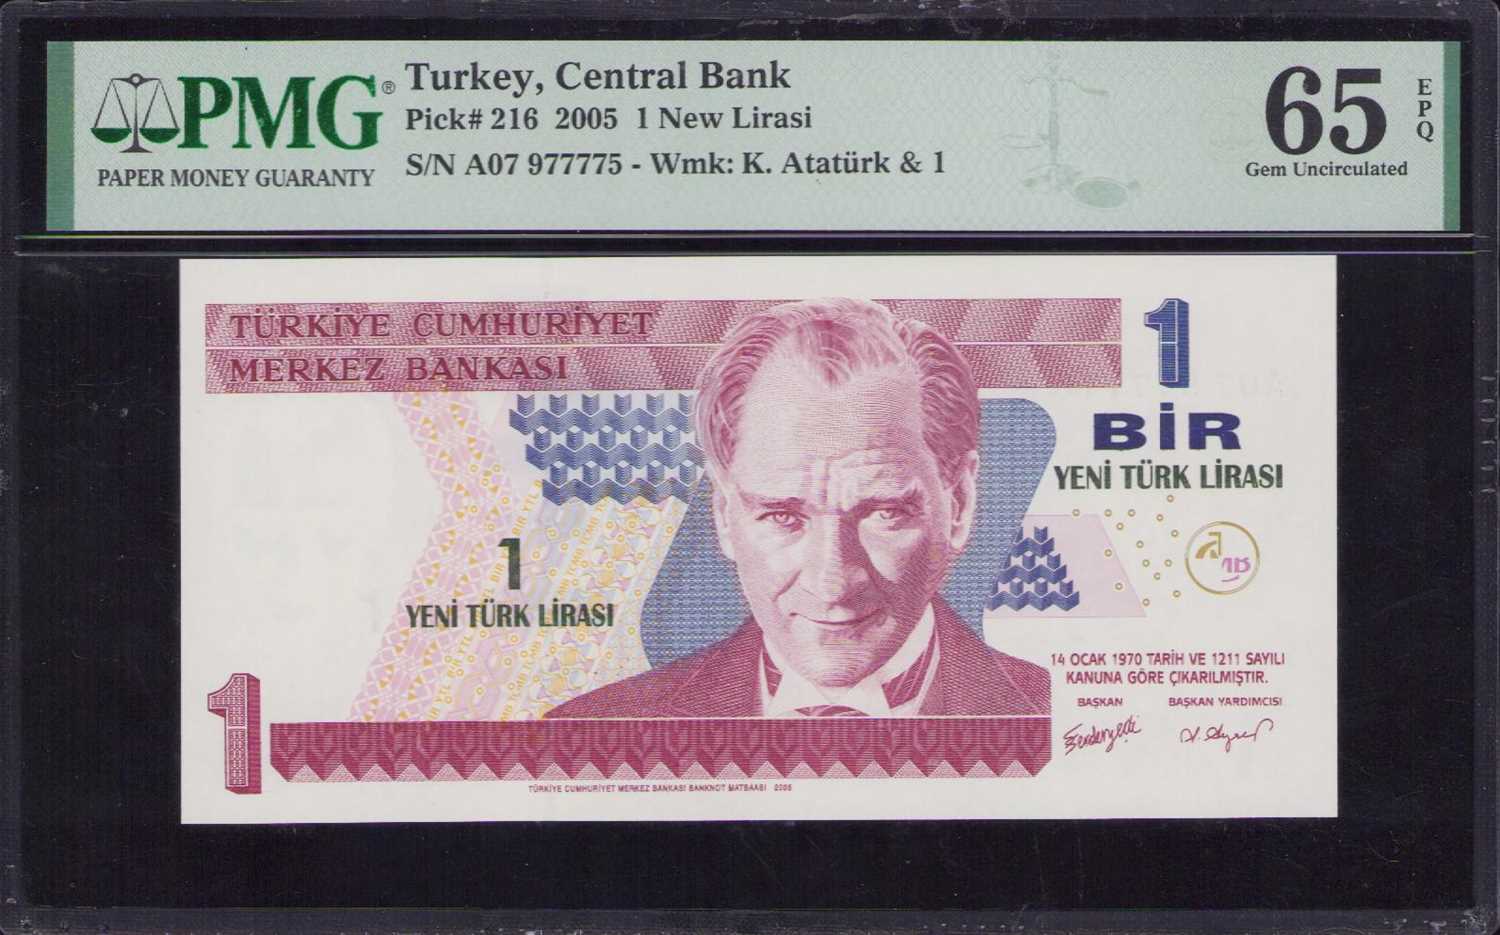 PMG®
PAPER MONEY GUARANTY
Turkey, Central Bank
Pick# 216 2005 1 New Lirasi
S/N A07 977775 - Wmk: K. Atatürk & 1
65
EPQ
Gem Uncirculated
TÜRKİYE CUMHURİYET
MERKEZ BANKASI
1
BİR
YENİ TÜRK LİRASI
1
YENİ TÜRK LİRASI
14 OCAK 1970 TARİH VE 1211 SAYILI
KANUNA GÖRE ÇIKARILMIŞTIR.
BAŞKAN BAŞKAN YARDIMCISI
1
TÜRKİYE CUMHURİYET MERKEZ BANKASI BANKNOT MATBAASI 2005